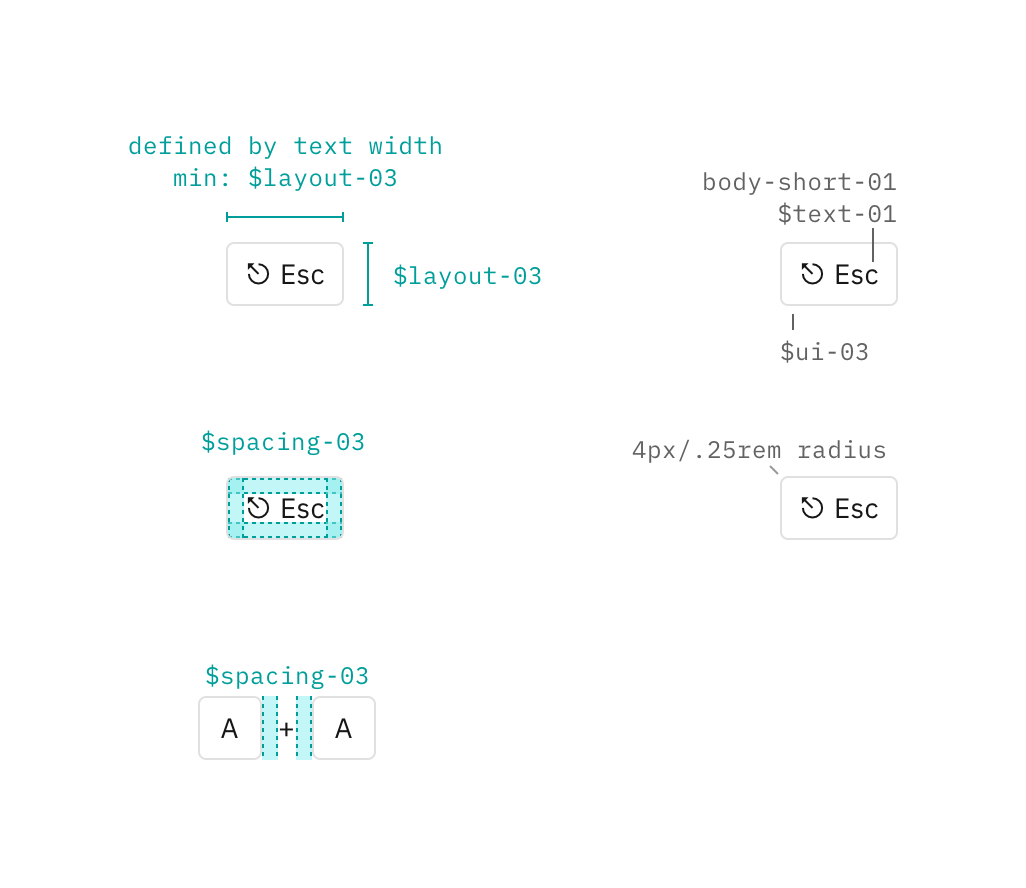 defined by text width
min: $layout-03
Esc
$layout-03
body-short-01
$text-01
Esc
$ui-03
$spacing-03
Esc
4px/.25rem radius
Esc
$spacing-03
A + A